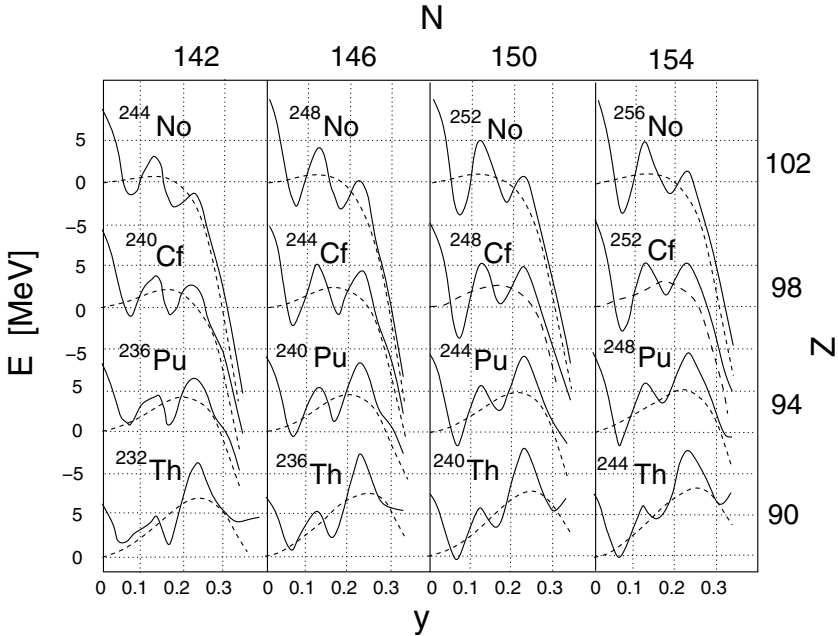 N
142 146 150 154
²⁴⁴No ²⁴⁸No ²⁵²No ²⁵⁶No
5
0
−5
102
²⁴⁰Cf ²⁴⁴Cf ²⁴⁸Cf ²⁵²Cf
5
0
−5
98
²³⁶Pu ²⁴⁰Pu ²⁴⁴Pu ²⁴⁸Pu
5
0
−5
94
²³²Th ²³⁶Th ²⁴⁰Th ²⁴⁴Th
5
0
90
E [MeV]
Z
0 0.1 0.2 0.3 0 0.1 0.2 0.3 0 0.1 0.2 0.3 0 0.1 0.2 0.3
y